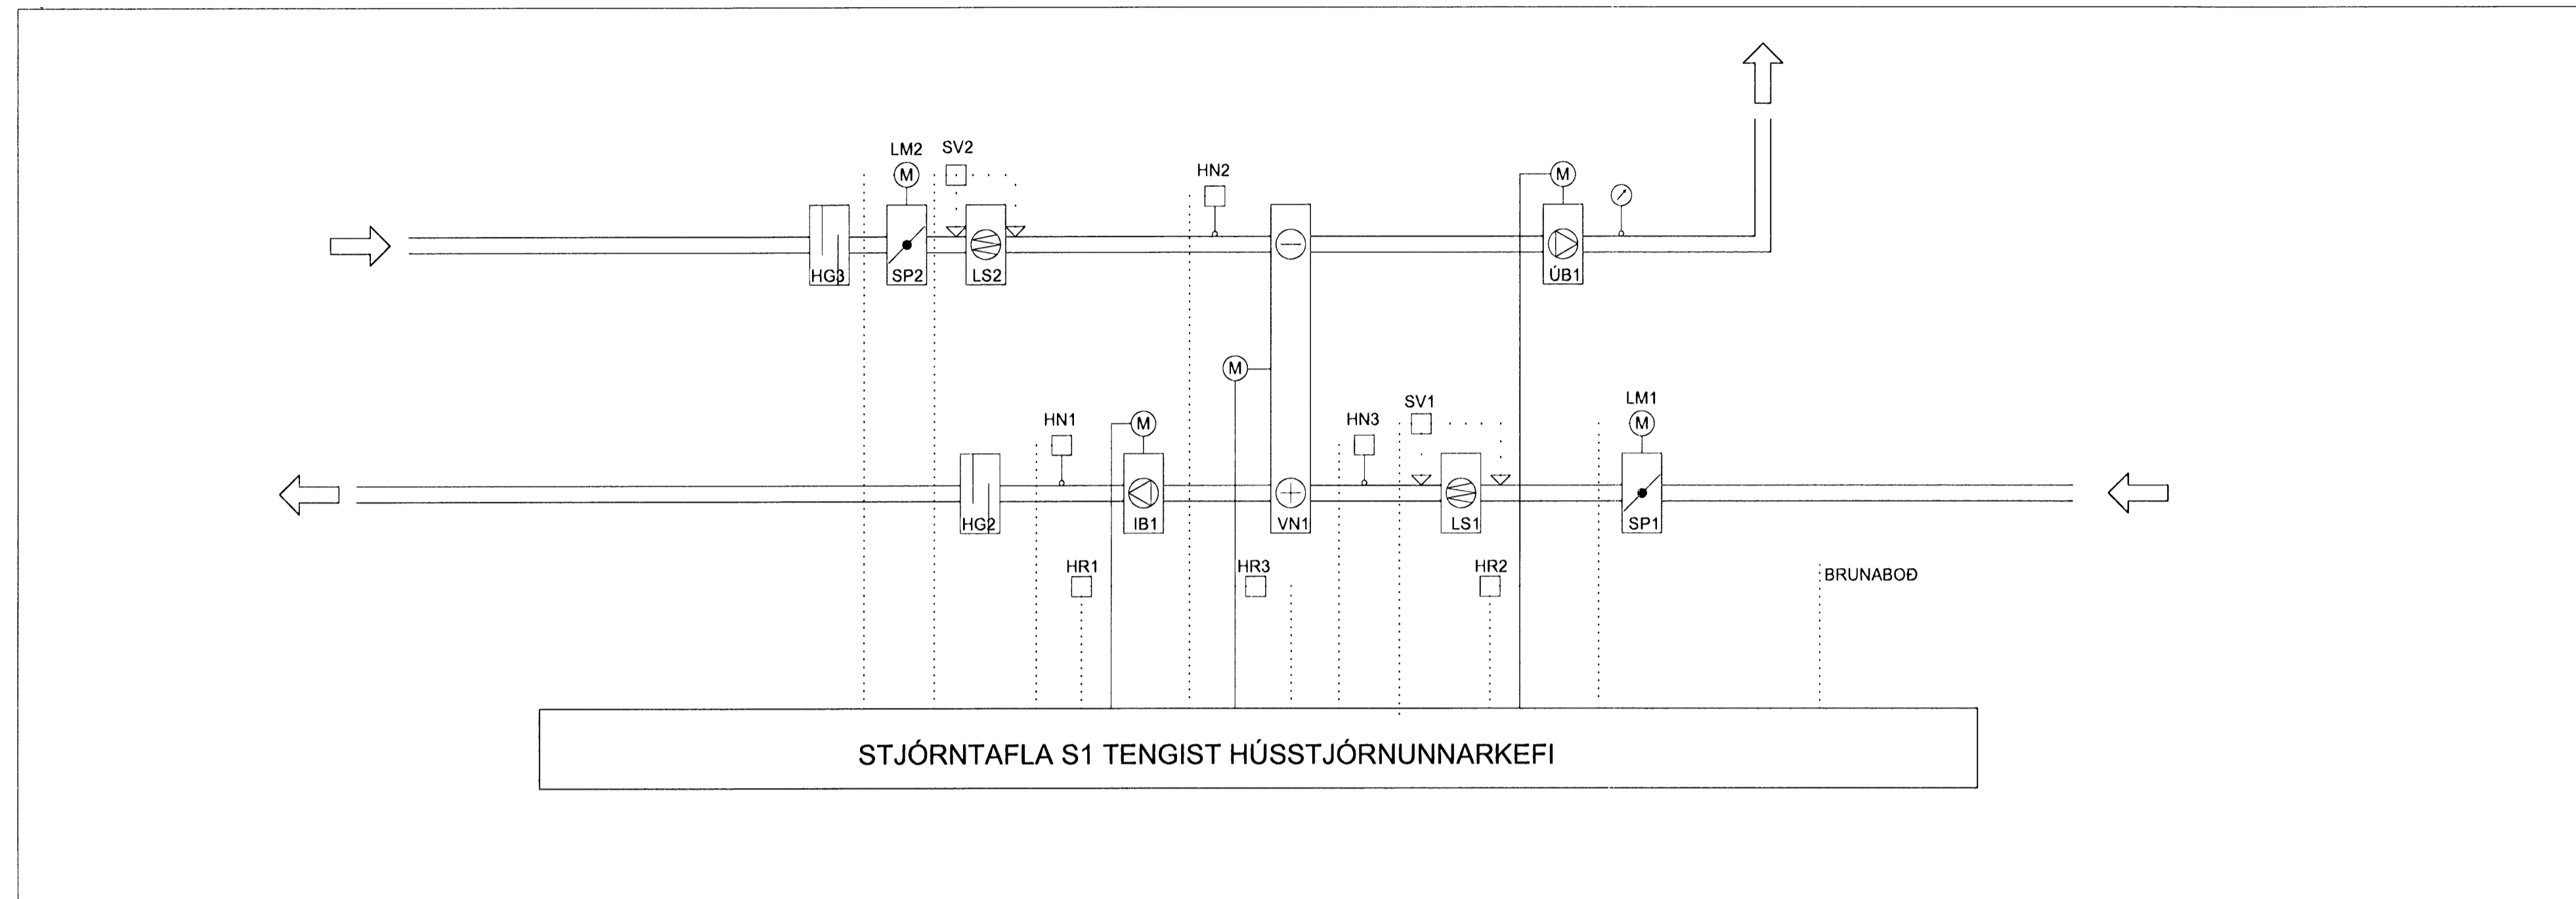 LM2
SV2
M
HN2
M
HG3
SP2
LS2
ÚB1
M
HN1
M
HN3
SV1
LM1
M
HG2
IB1
VN1
LS1
SP1
HR1
HR3
HR2
BRUNABOÐ
STJÓRNTAFLA S1 TENGIST HÚSSTJÓRNUNNARKEFI